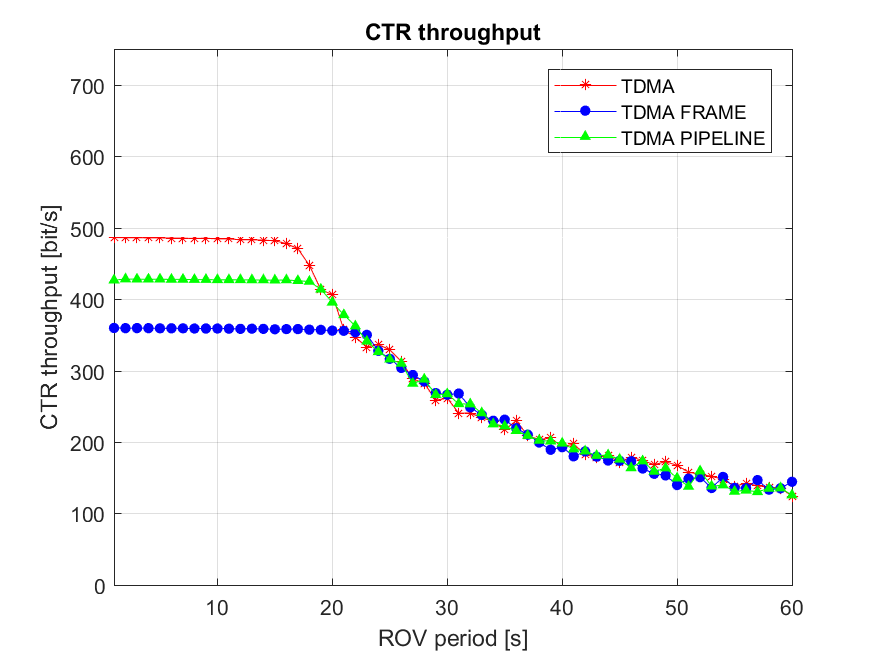 CTR throughput
TDMA
TDMA FRAME
TDMA PIPELINE
CTR throughput [bit/s]
700
600
500
400
300
200
100
0
10 20 30 40 50 60
ROV period [s]